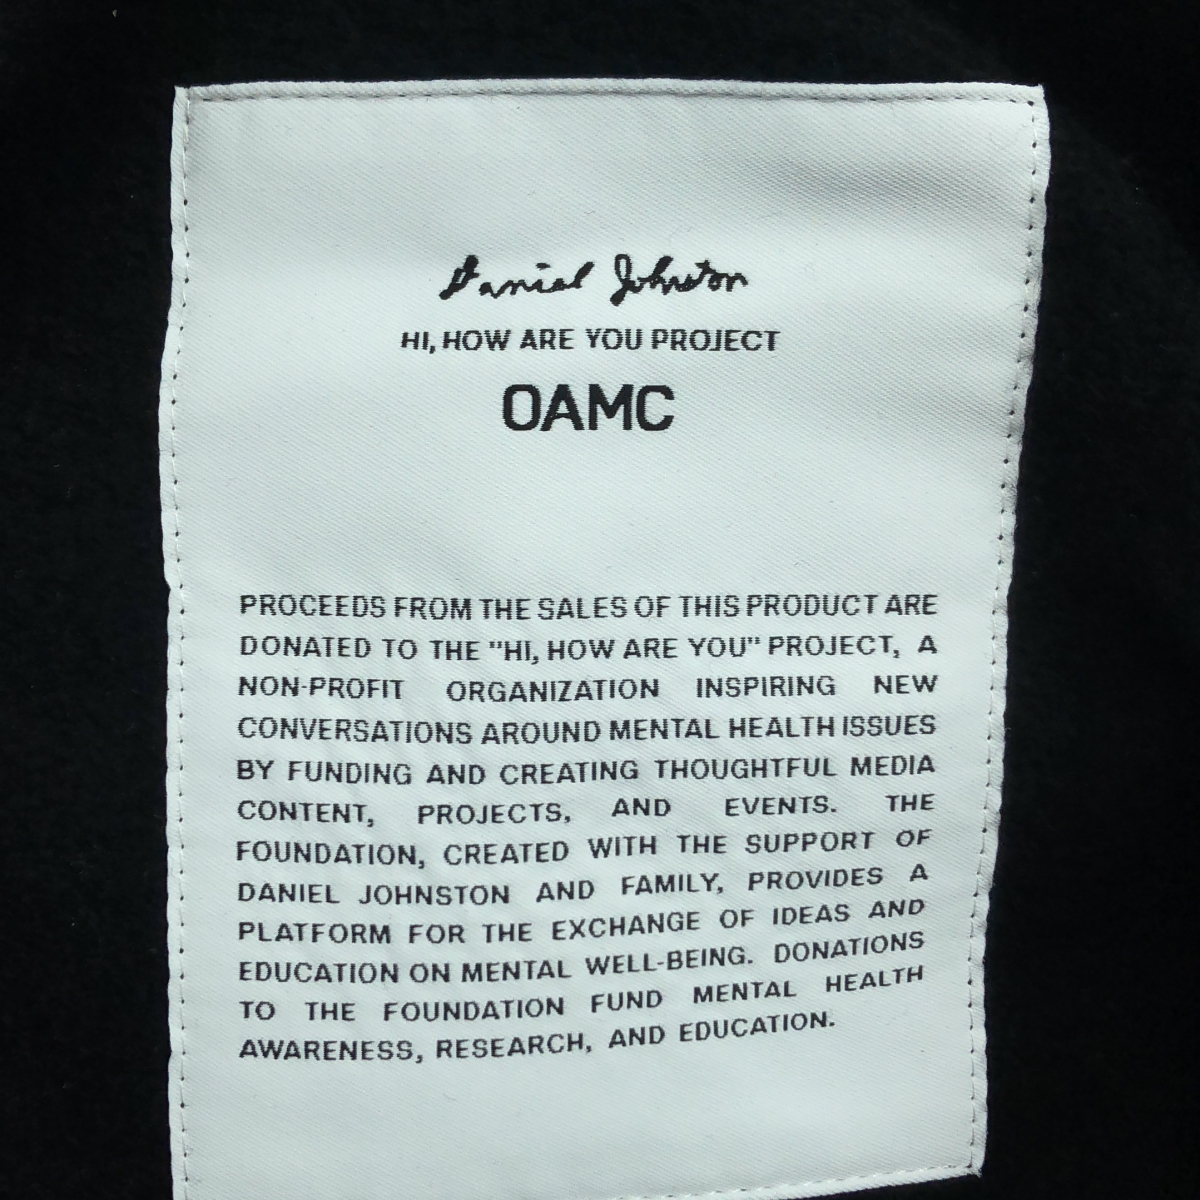 Daniel Johnston
HI, HOW ARE YOU PROJECT
OAMC
PROCEEDS FROM THE SALES OF THIS PRODUCT ARE
DONATED TO THE "HI, HOW ARE YOU" PROJECT, A
NON-PROFIT ORGANIZATION INSPIRING NEW
CONVERSATIONS AROUND MENTAL HEALTH ISSUES
BY FUNDING AND CREATING THOUGHTFUL MEDIA
CONTENT, PROJECTS, AND EVENTS. THE
FOUNDATION, CREATED WITH THE SUPPORT OF
DANIEL JOHNSTON AND FAMILY, PROVIDES A
PLATFORM FOR THE EXCHANGE OF IDEAS AND
EDUCATION ON MENTAL WELL-BEING. DONATIONS
TO THE FOUNDATION FUND MENTAL HEALTH
AWARENESS, RESEARCH, AND EDUCATION.